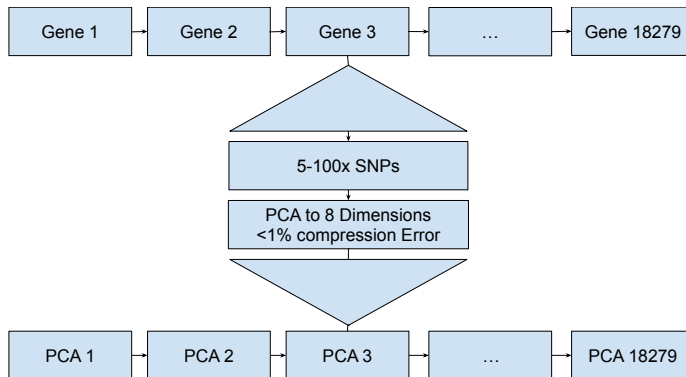 Gene 1
Gene 2
Gene 3
...
Gene 18279
5-100x SNPs
PCA to 8 Dimensions
<1% compression Error
PCA 1
PCA 2
PCA 3
...
PCA 18279